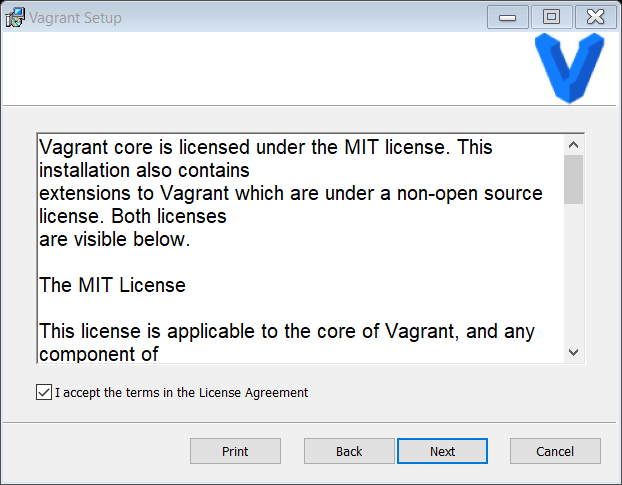 Vagrant Setup
Vagrant core is licensed under the MIT license. This
installation also contains
extensions to Vagrant which are under a non-open source
license. Both licenses
are visible below.
The MIT License
This license is applicable to the core of Vagrant, and any
component of
I accept the terms in the License Agreement
Print
Back
Next
Cancel